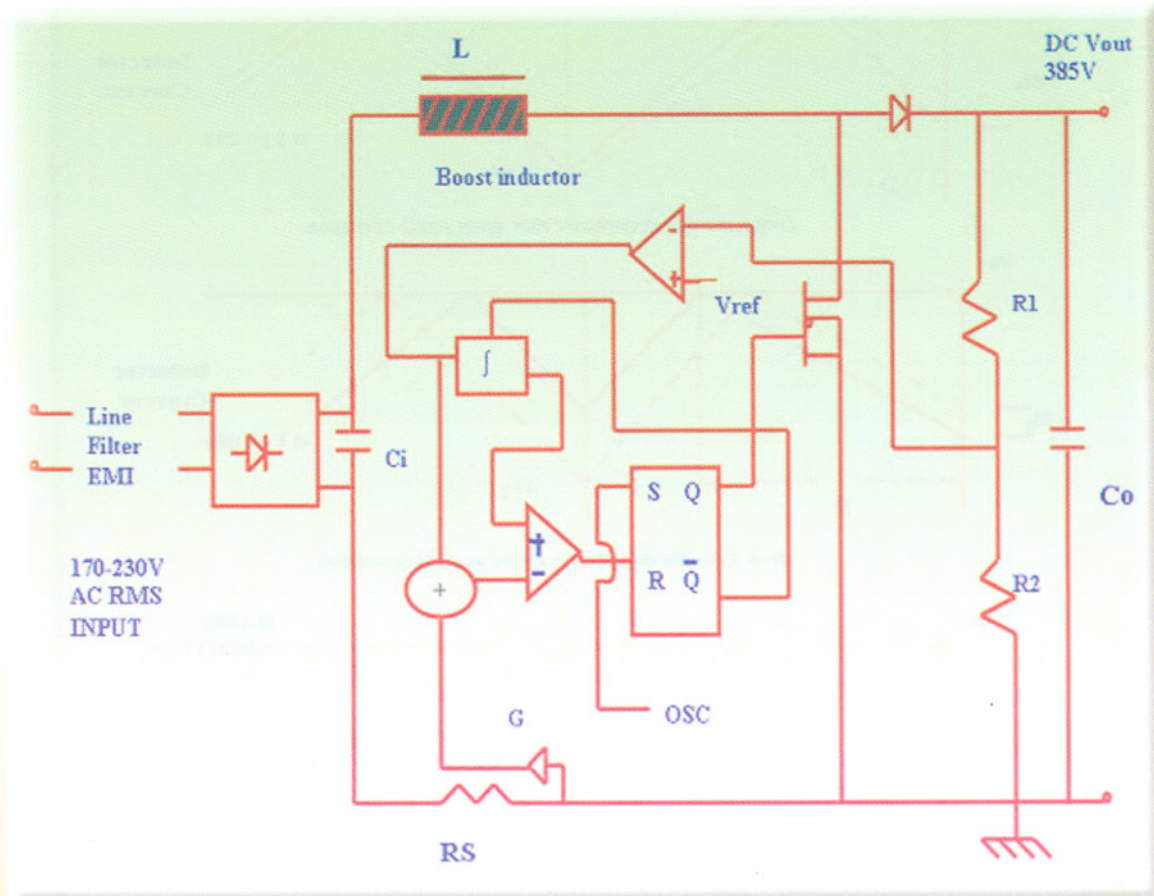 L
DC Vout
385V
Boost inductor
-
+
Vref
R1
∫
Line
Filter
EMI
Ci
S Q
Co
+
-
R Q̅
R2
170-230V
AC RMS
INPUT
+
G
OSC
RS